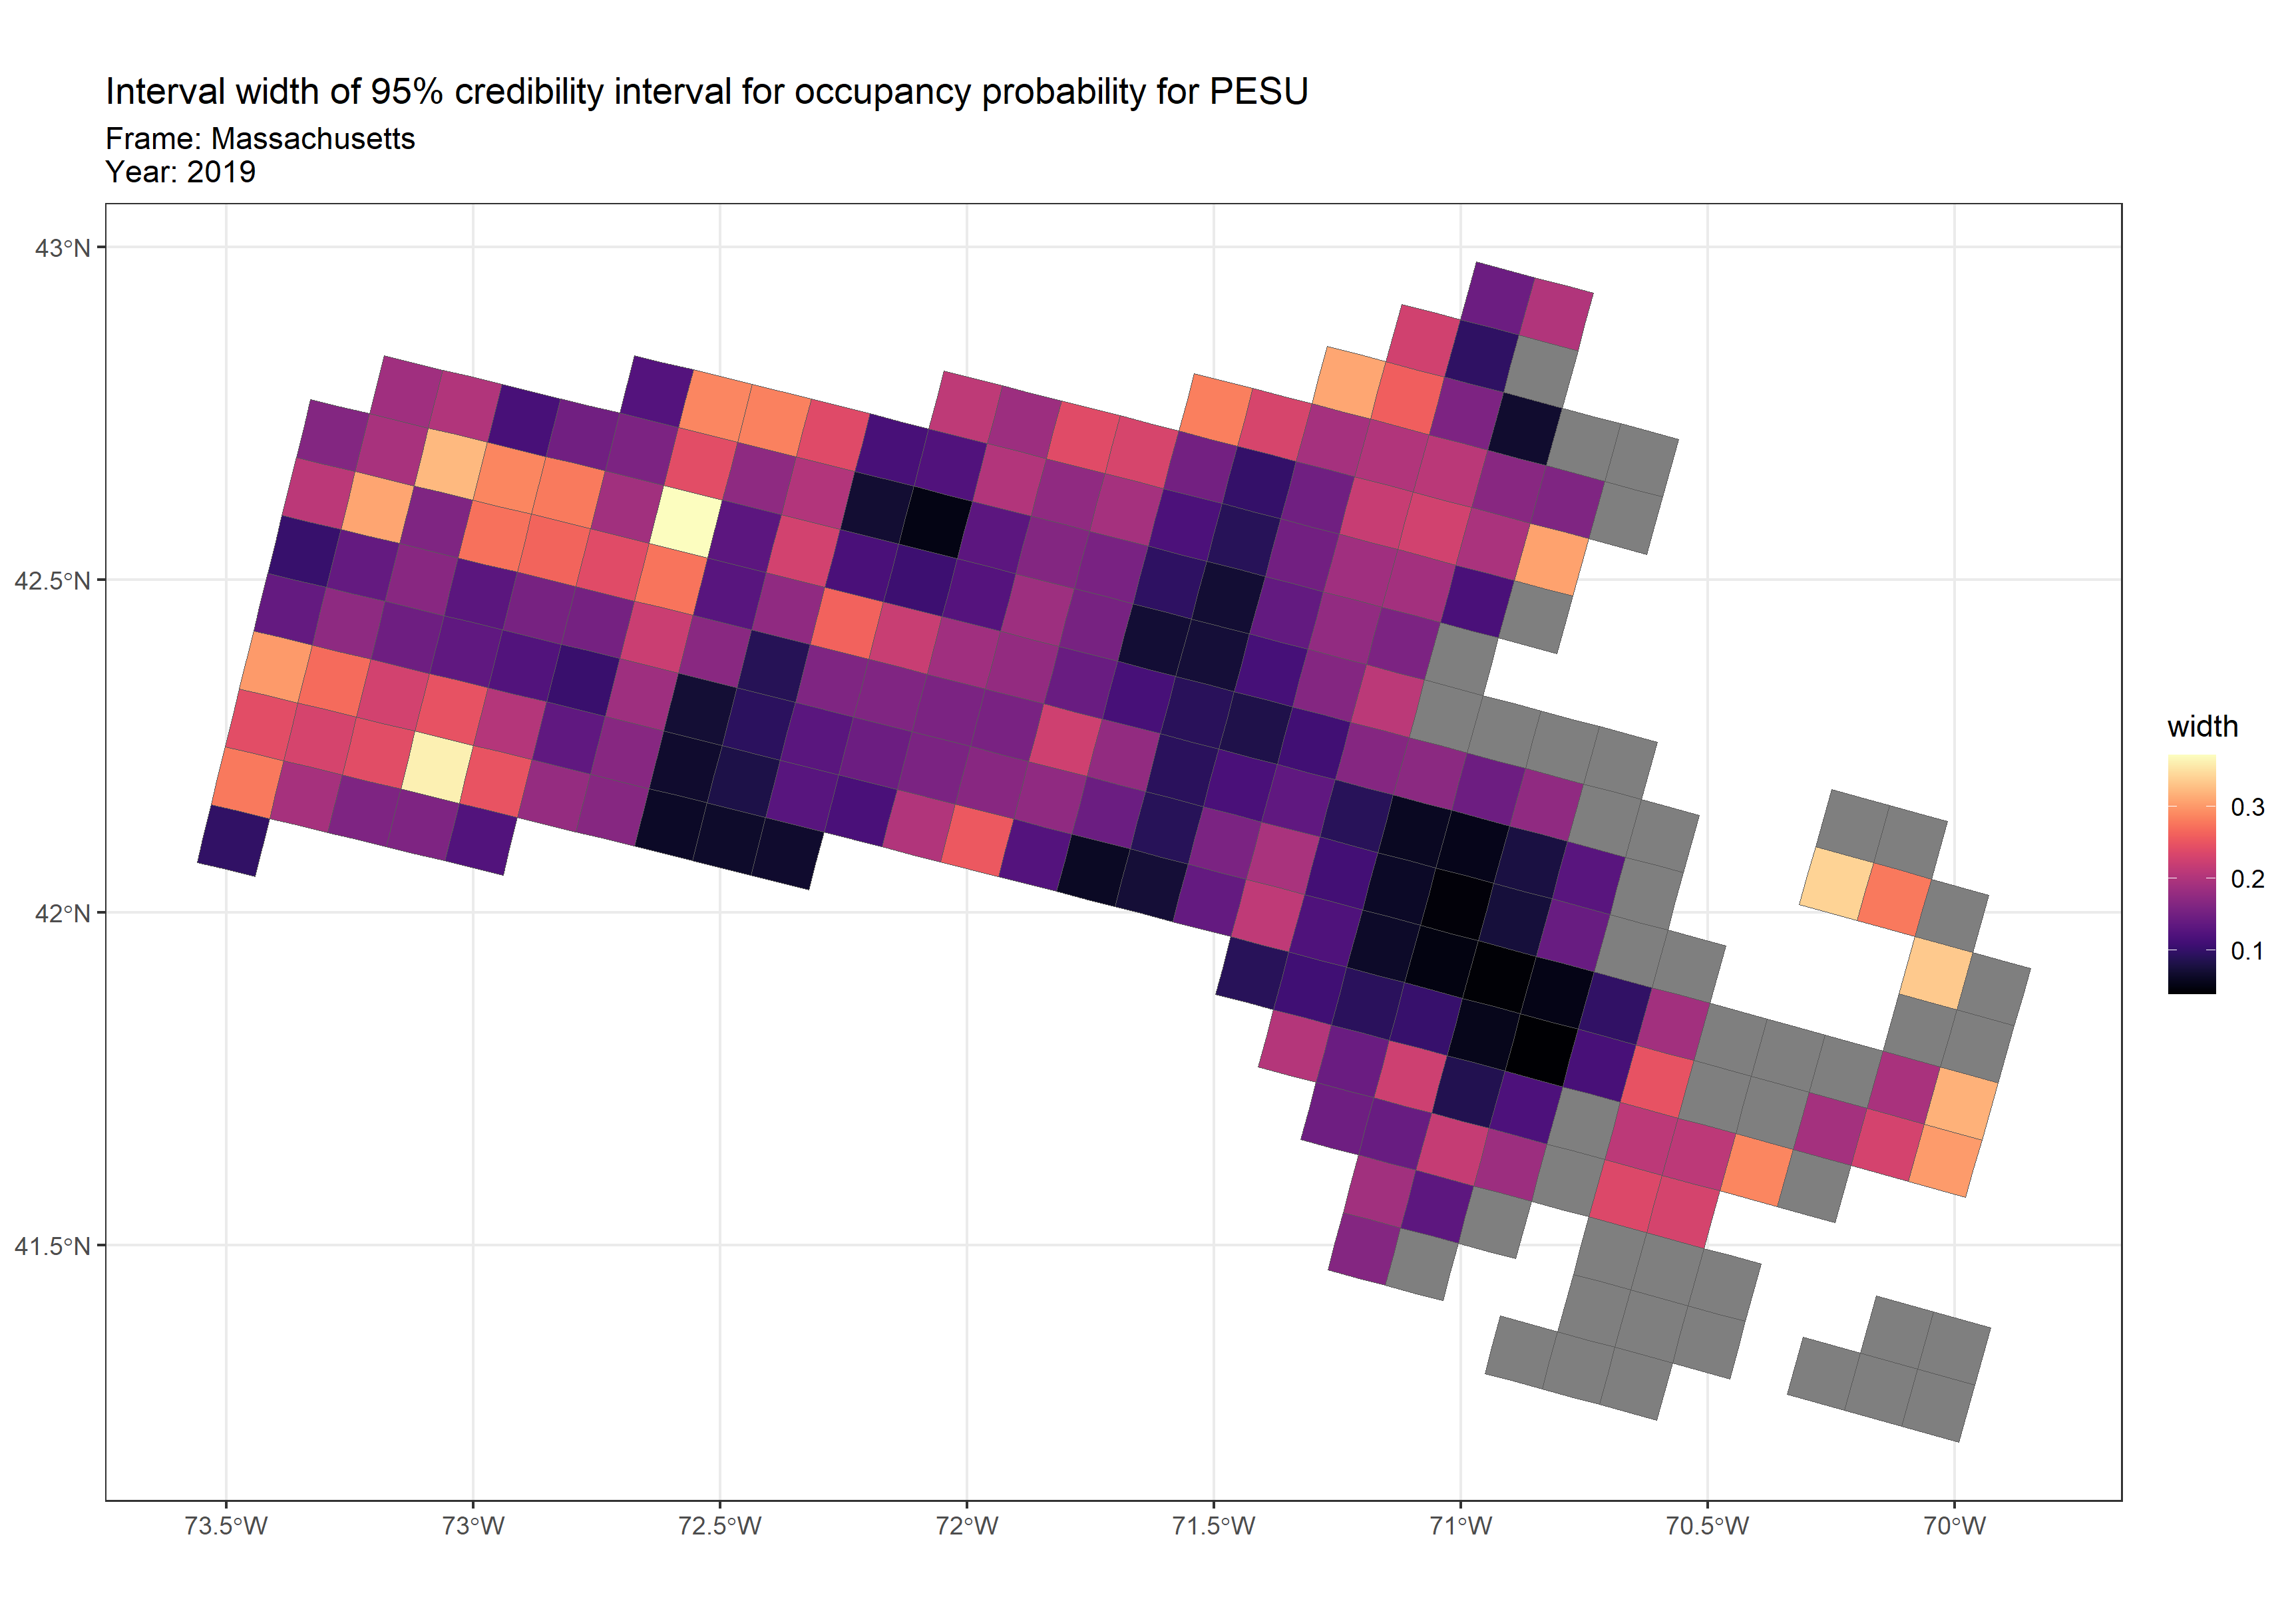 Interval width of 95% credibility interval for occupancy probability for PESU
Frame: Massachusetts
Year: 2019
43°N
42.5°N
42°N
41.5°N
73.5°W
73°W
72.5°W
72°W
71.5°W
71°W
70.5°W
70°W
width
0.3
0.2
0.1